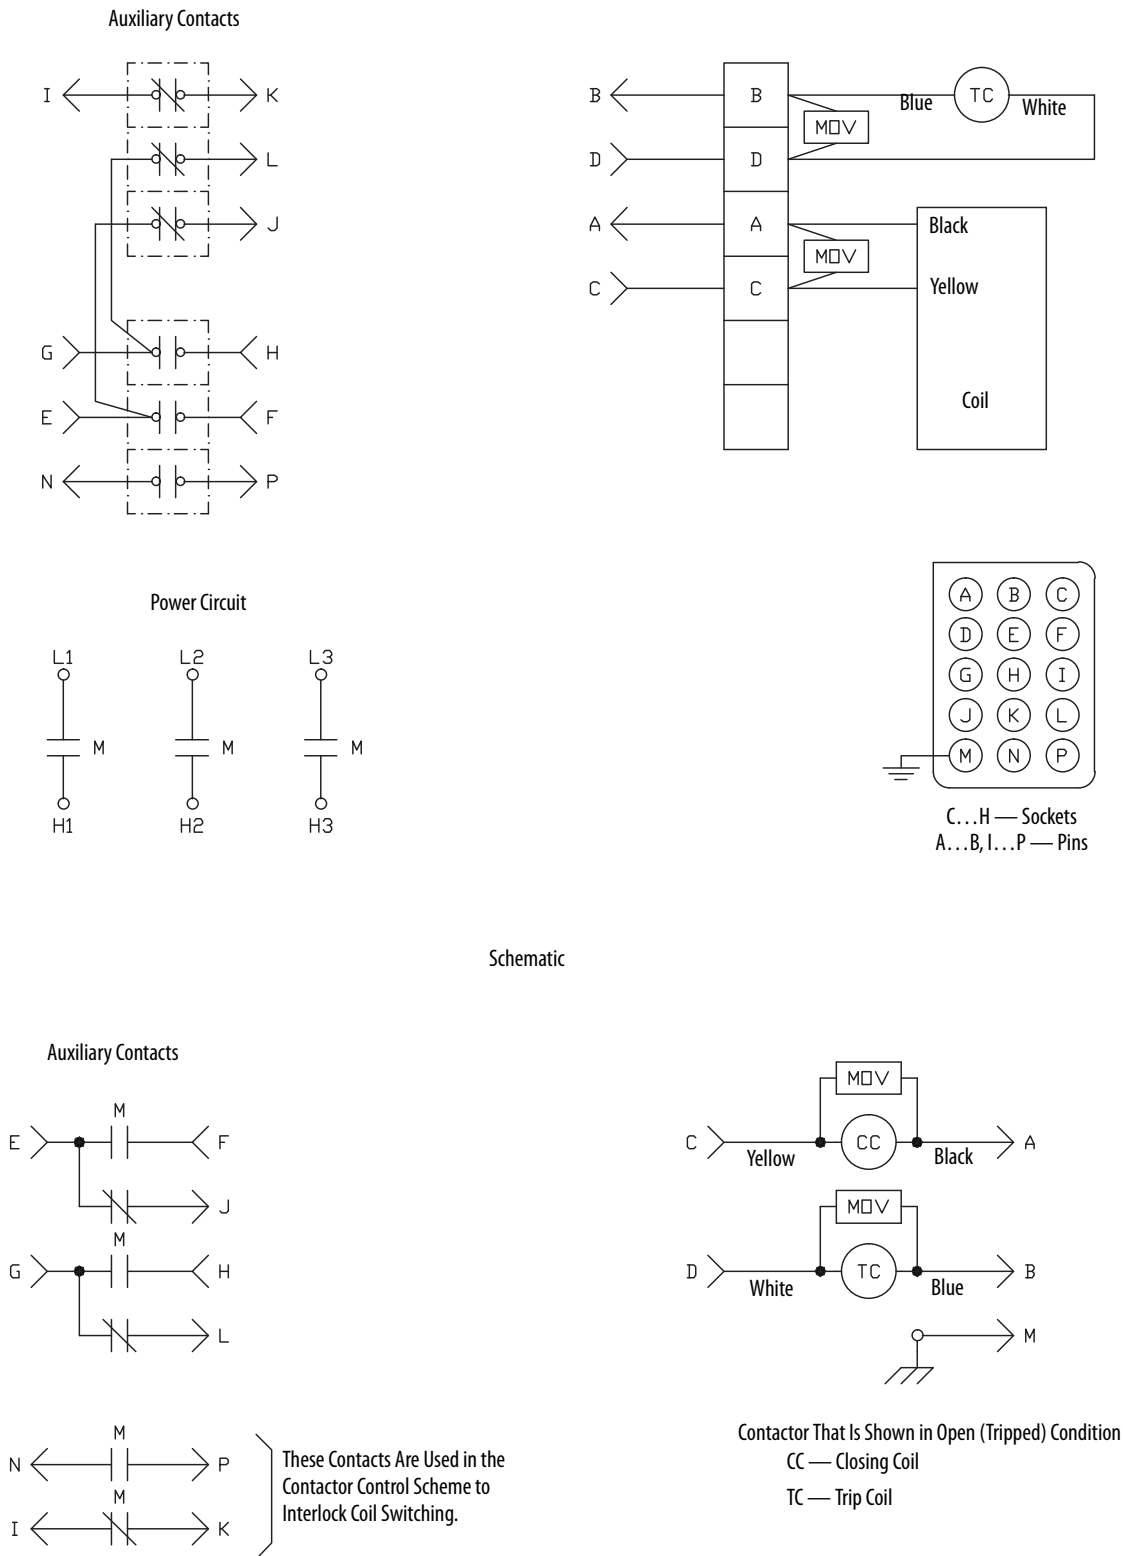 Auxiliary Contacts
I K
L
J
G H
E F
N P
B B Blue TC White
MOV
D D
A A Black
MOV
C C Yellow
Coil
Power Circuit
L1 L2 L3
M M M
H1 H2 H3
A B C
D E F
G H I
J K L
M N P
C...H — Sockets
A...B, I...P — Pins
Schematic
Auxiliary Contacts
M
E F
J
M
G H
L
M
N P
M
I K
These Contacts Are Used in the
Contactor Control Scheme to
Interlock Coil Switching.
MOV
C Yellow CC Black A
MOV
D White TC Blue B
M
Contactor That Is Shown in Open (Tripped) Condition
CC — Closing Coil
TC — Trip Coil